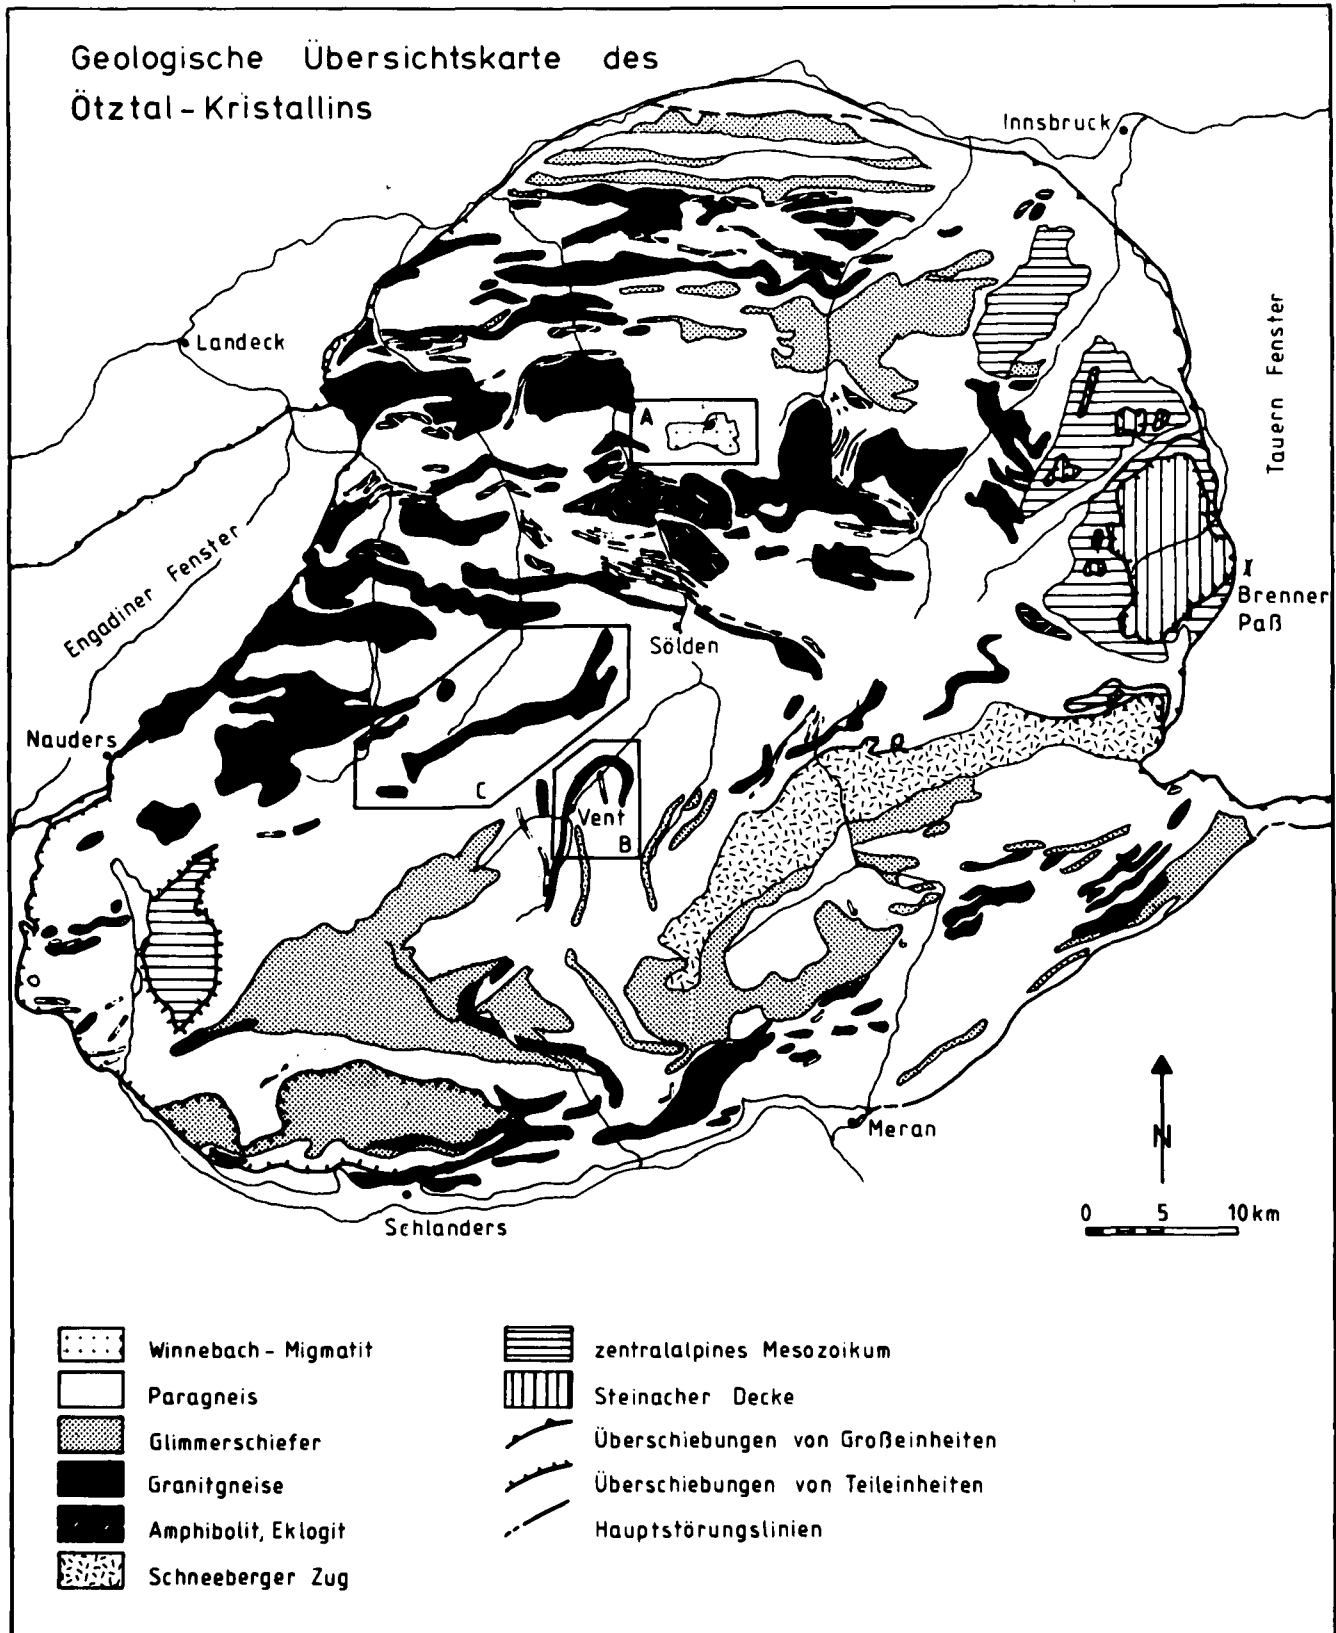 Geologische Übersichtskarte des
Ötztal-Kristallins
Innsbruck
Landeck
Tauern Fenster
A
Engadiner Fenster
Brenner
Paß
Sölden
Nauders
C
Vent
B
Meran
N
Schlanders
0 5 10 km
Winnebach-Migmatit
Paragneis
Glimmerschiefer
Granitgneise
Amphibolit, Eklogit
Schneeberger Zug
zentralalpines Mesozoikum
Steinacher Decke
Überschiebungen von Großeinheiten
Überschiebungen von Teileinheiten
Hauptstörungslinien